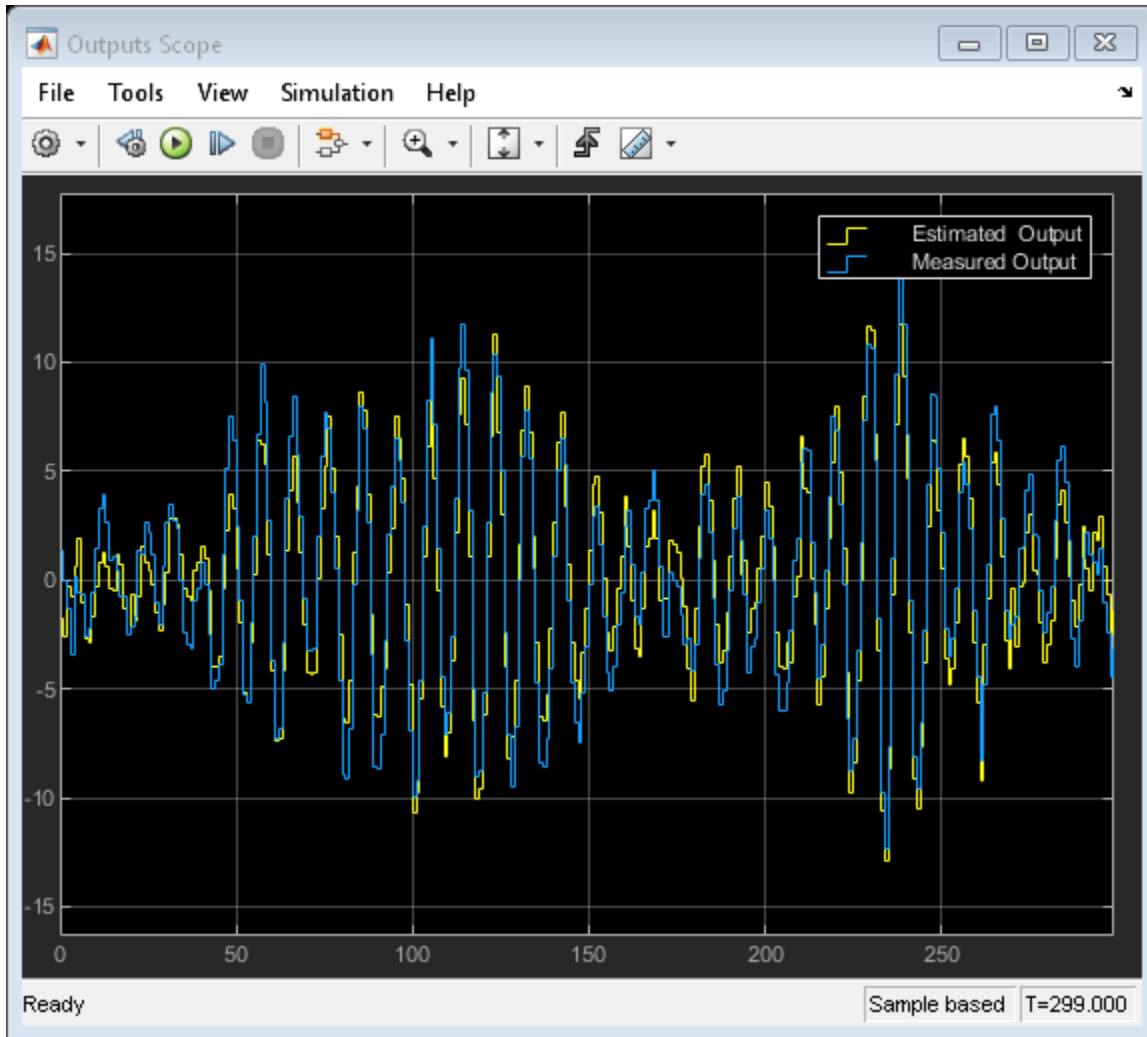 Outputs Scope
File Tools View Simulation Help
Estimated Output
Measured Output
15
10
5
0
-5
-10
-15
0 50 100 150 200 250
Ready Sample based T=299.000